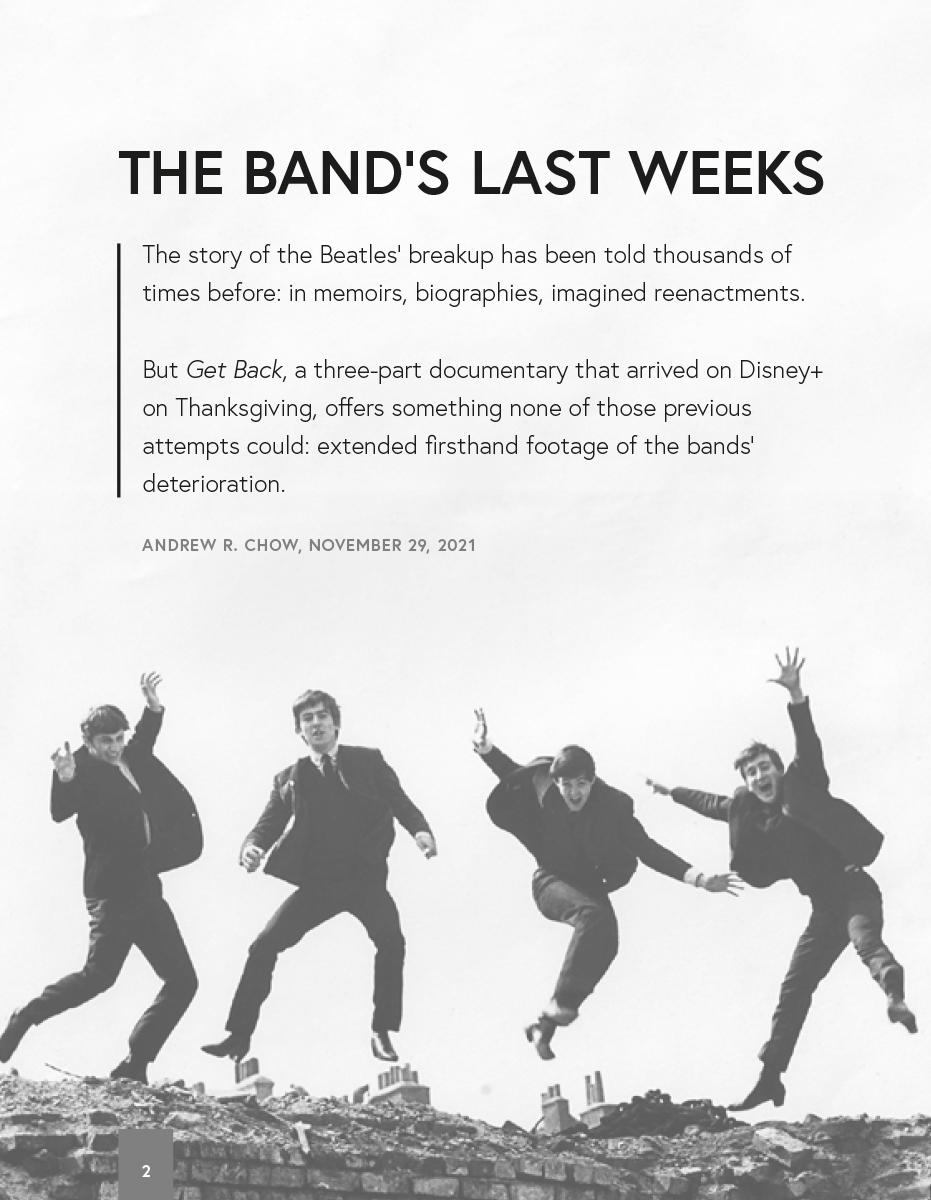 THE BAND'S LAST WEEKS
The story of the Beatles' breakup has been told thousands of
times before: in memoirs, biographies, imagined reenactments.
But Get Back, a three-part documentary that arrived on Disney+
on Thanksgiving, offers something none of those previous
attempts could: extended firsthand footage of the bands'
deterioration.
ANDREW R. CHOW, NOVEMBER 29, 2021
2